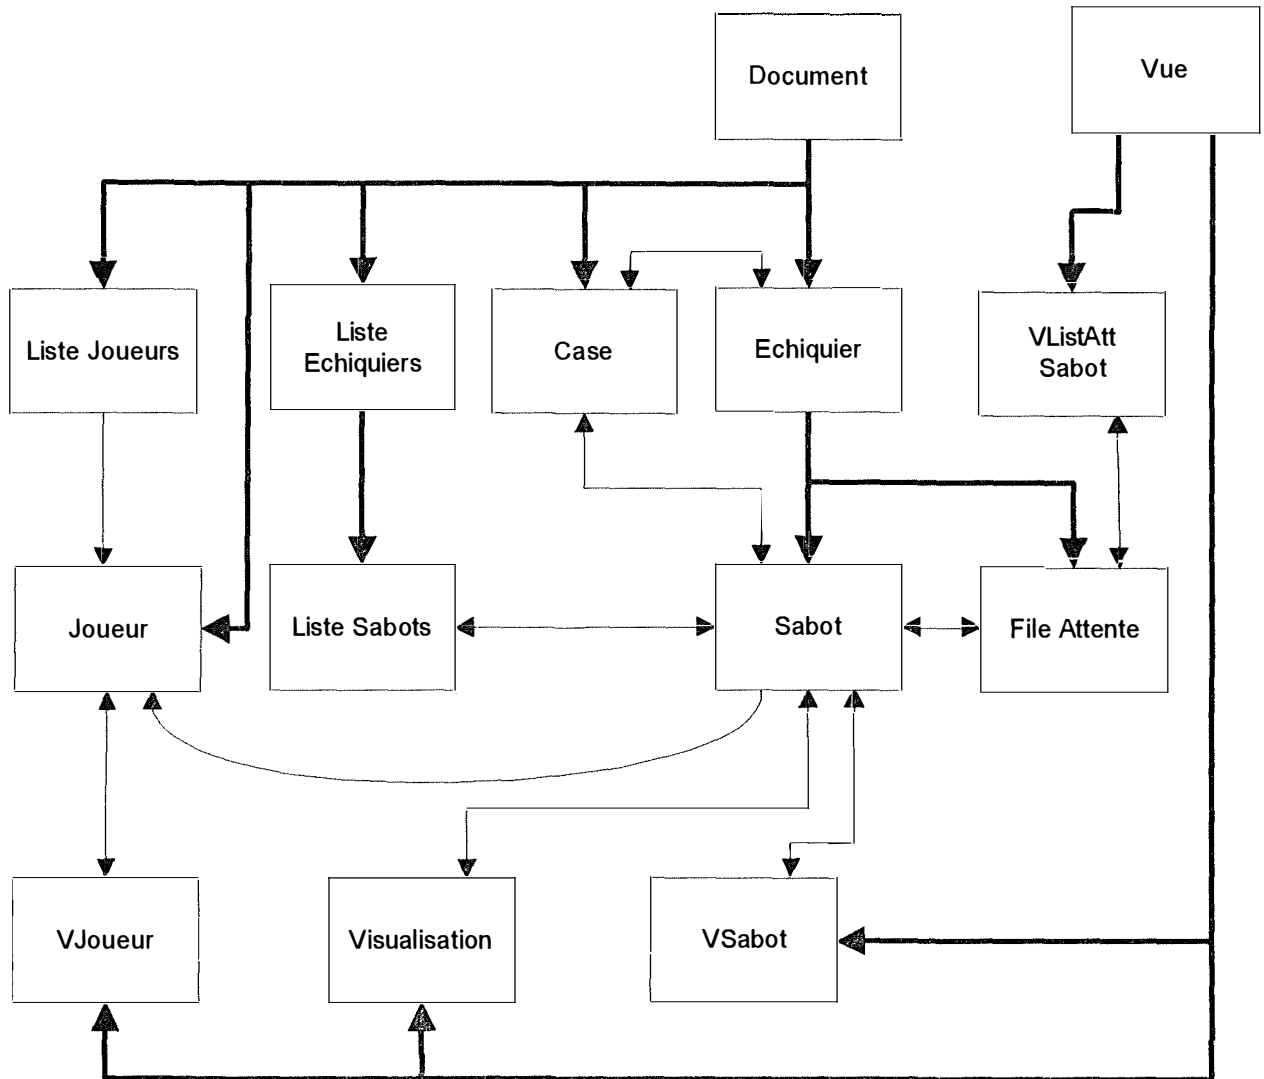 Document
Vue
Liste Joueurs
Liste
Echiquiers
Case
Echiquier
VListAtt
Sabot
Joueur
Liste Sabots
Sabot
File Attente
VJoueur
Visualisation
VSabot